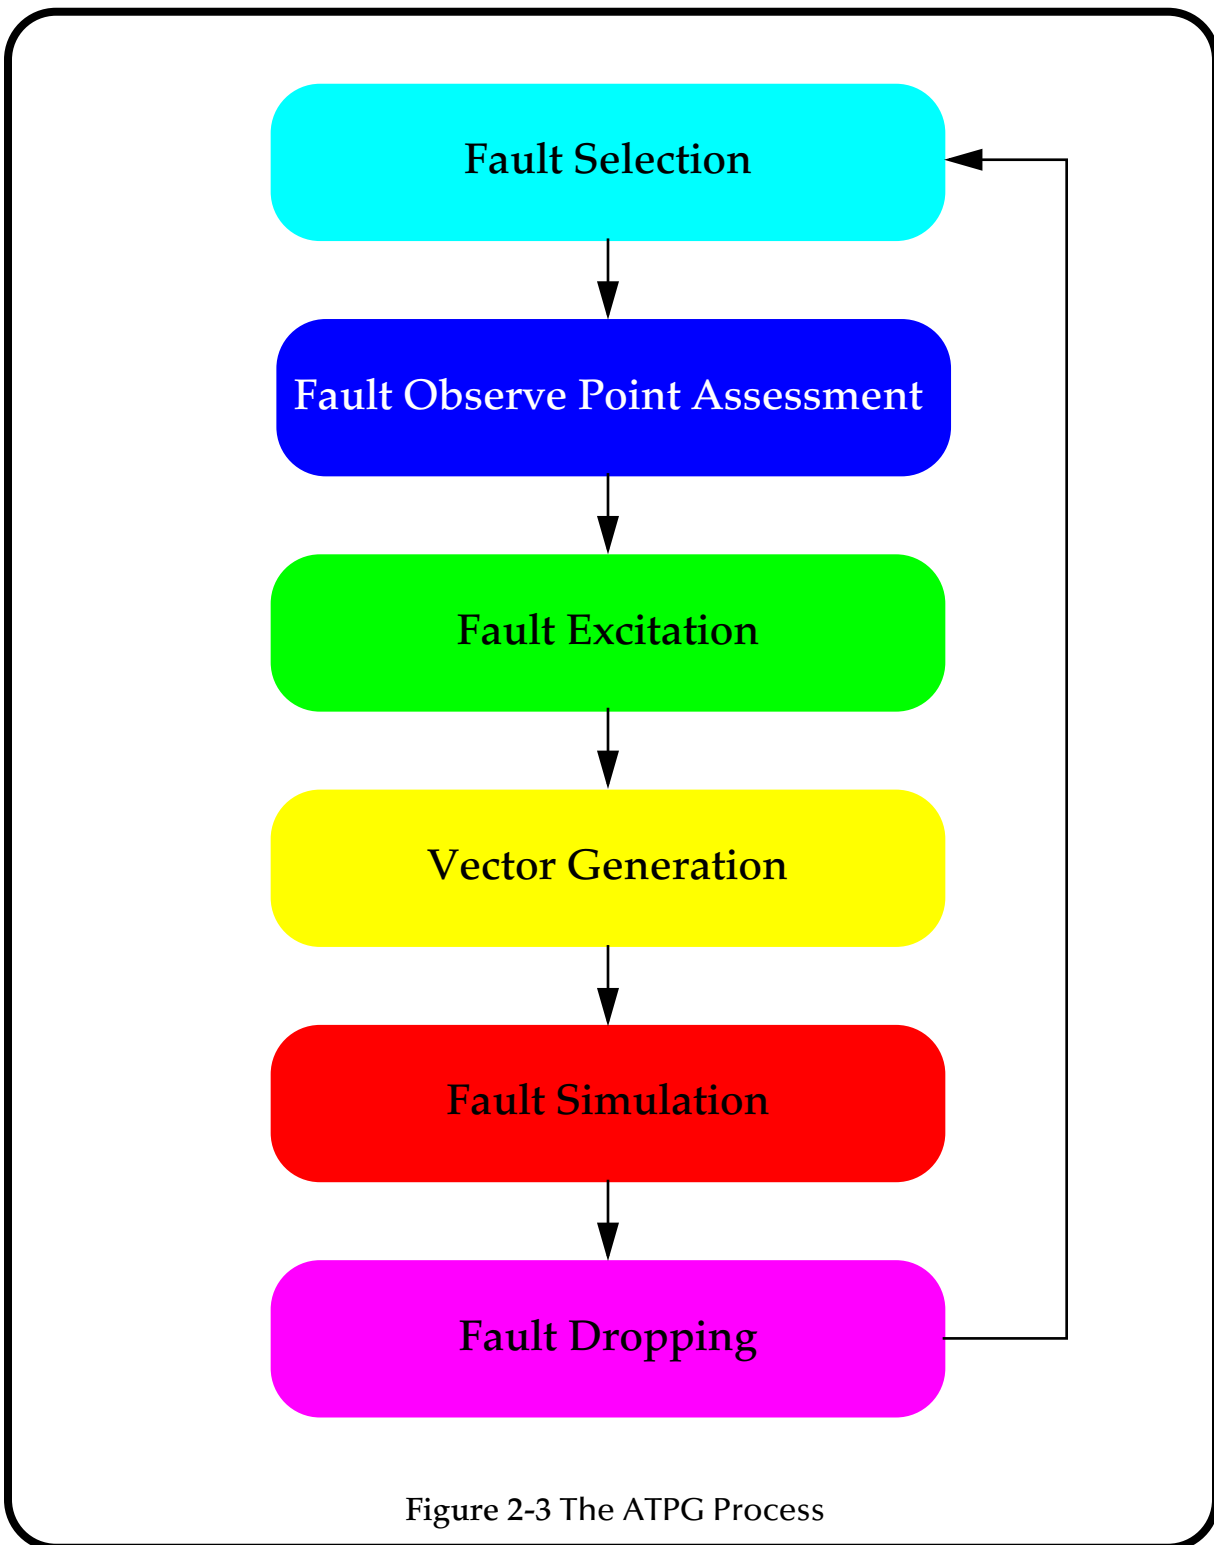 Fault Selection
Fault Observe Point Assessment
Fault Excitation
Vector Generation
Fault Simulation
Fault Dropping
Figure 2-3 The ATPG Process